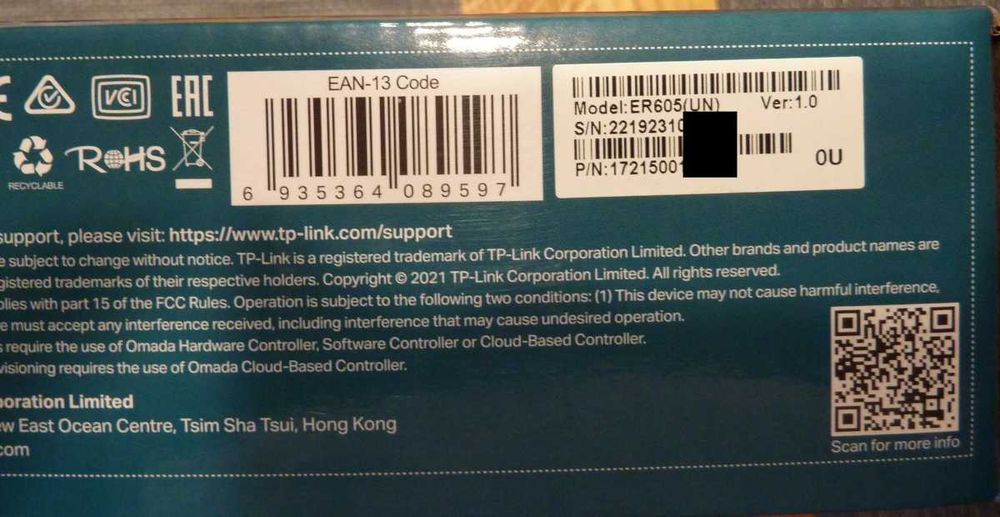 VCI EAC
RECYCLABLE
RoHS
EAN-13 Code
6 935364 089597
Model:ER605(UN) Ver:1.0
S/N:22192310
P/N:17215001
0U
support, please visit: https://www.tp-link.com/support
e subject to change without notice. TP-Link is a registered trademark of TP-Link Corporation Limited. Other brands and product names are
gistered trademarks of their respective holders. Copyright © 2021 TP-Link Corporation Limited. All rights reserved.
plies with part 15 of the FCC Rules. Operation is subject to the following two conditions: (1) This device may not cause harmful interference,
e must accept any interference received, including interference that may cause undesired operation.
s require the use of Omada Hardware Controller, Software Controller or Cloud-Based Controller.
visioning requires the use of Omada Cloud-Based Controller.
poration Limited
ew East Ocean Centre, Tsim Sha Tsui, Hong Kong
com
Scan for more info